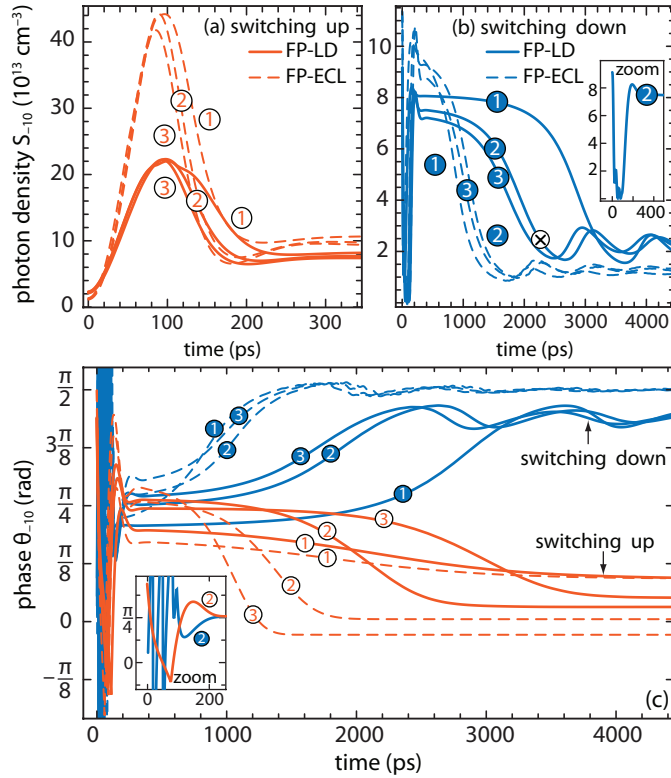 (a) switching up
FP-LD
FP-ECL
photon density S₋₁₀ (10¹³ cm⁻³)
40
30
20
10
0
3
1
1
3
2
1
0
100
200
300
time (ps)
(b) switching down
FP-LD
FP-ECL
10
8
6
4
2
1
2
3
1
3
2
zoom
2
8
6
4
2
0
400
0
1000
2000
3000
4000
time (ps)
phase θ₋₁₀ (rad)
π/2
3π/8
π/4
π/8
0
−π/8
1
3
2
3
2
1
switching down
3
2
1
1
switching up
2
3
π/4
0
2
2
zoom
0
200
(c)
0
1000
2000
3000
4000
time (ps)